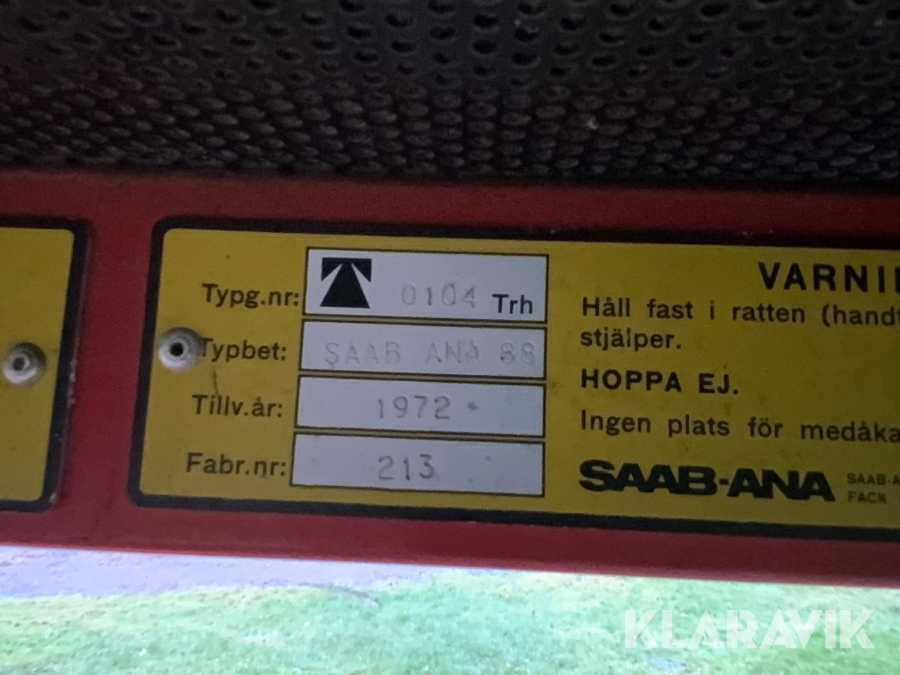 Typg.nr: 0104 Trh
Typbet: SAAB ANA 88
Tillv.år: 1972
Fabr.nr: 213
VARNI
Håll fast i ratten (hand
stjälper.
HOPPA EJ.
Ingen plats för medåka
SAAB-ANA
SAAB-A
FACK
KLARAVIK